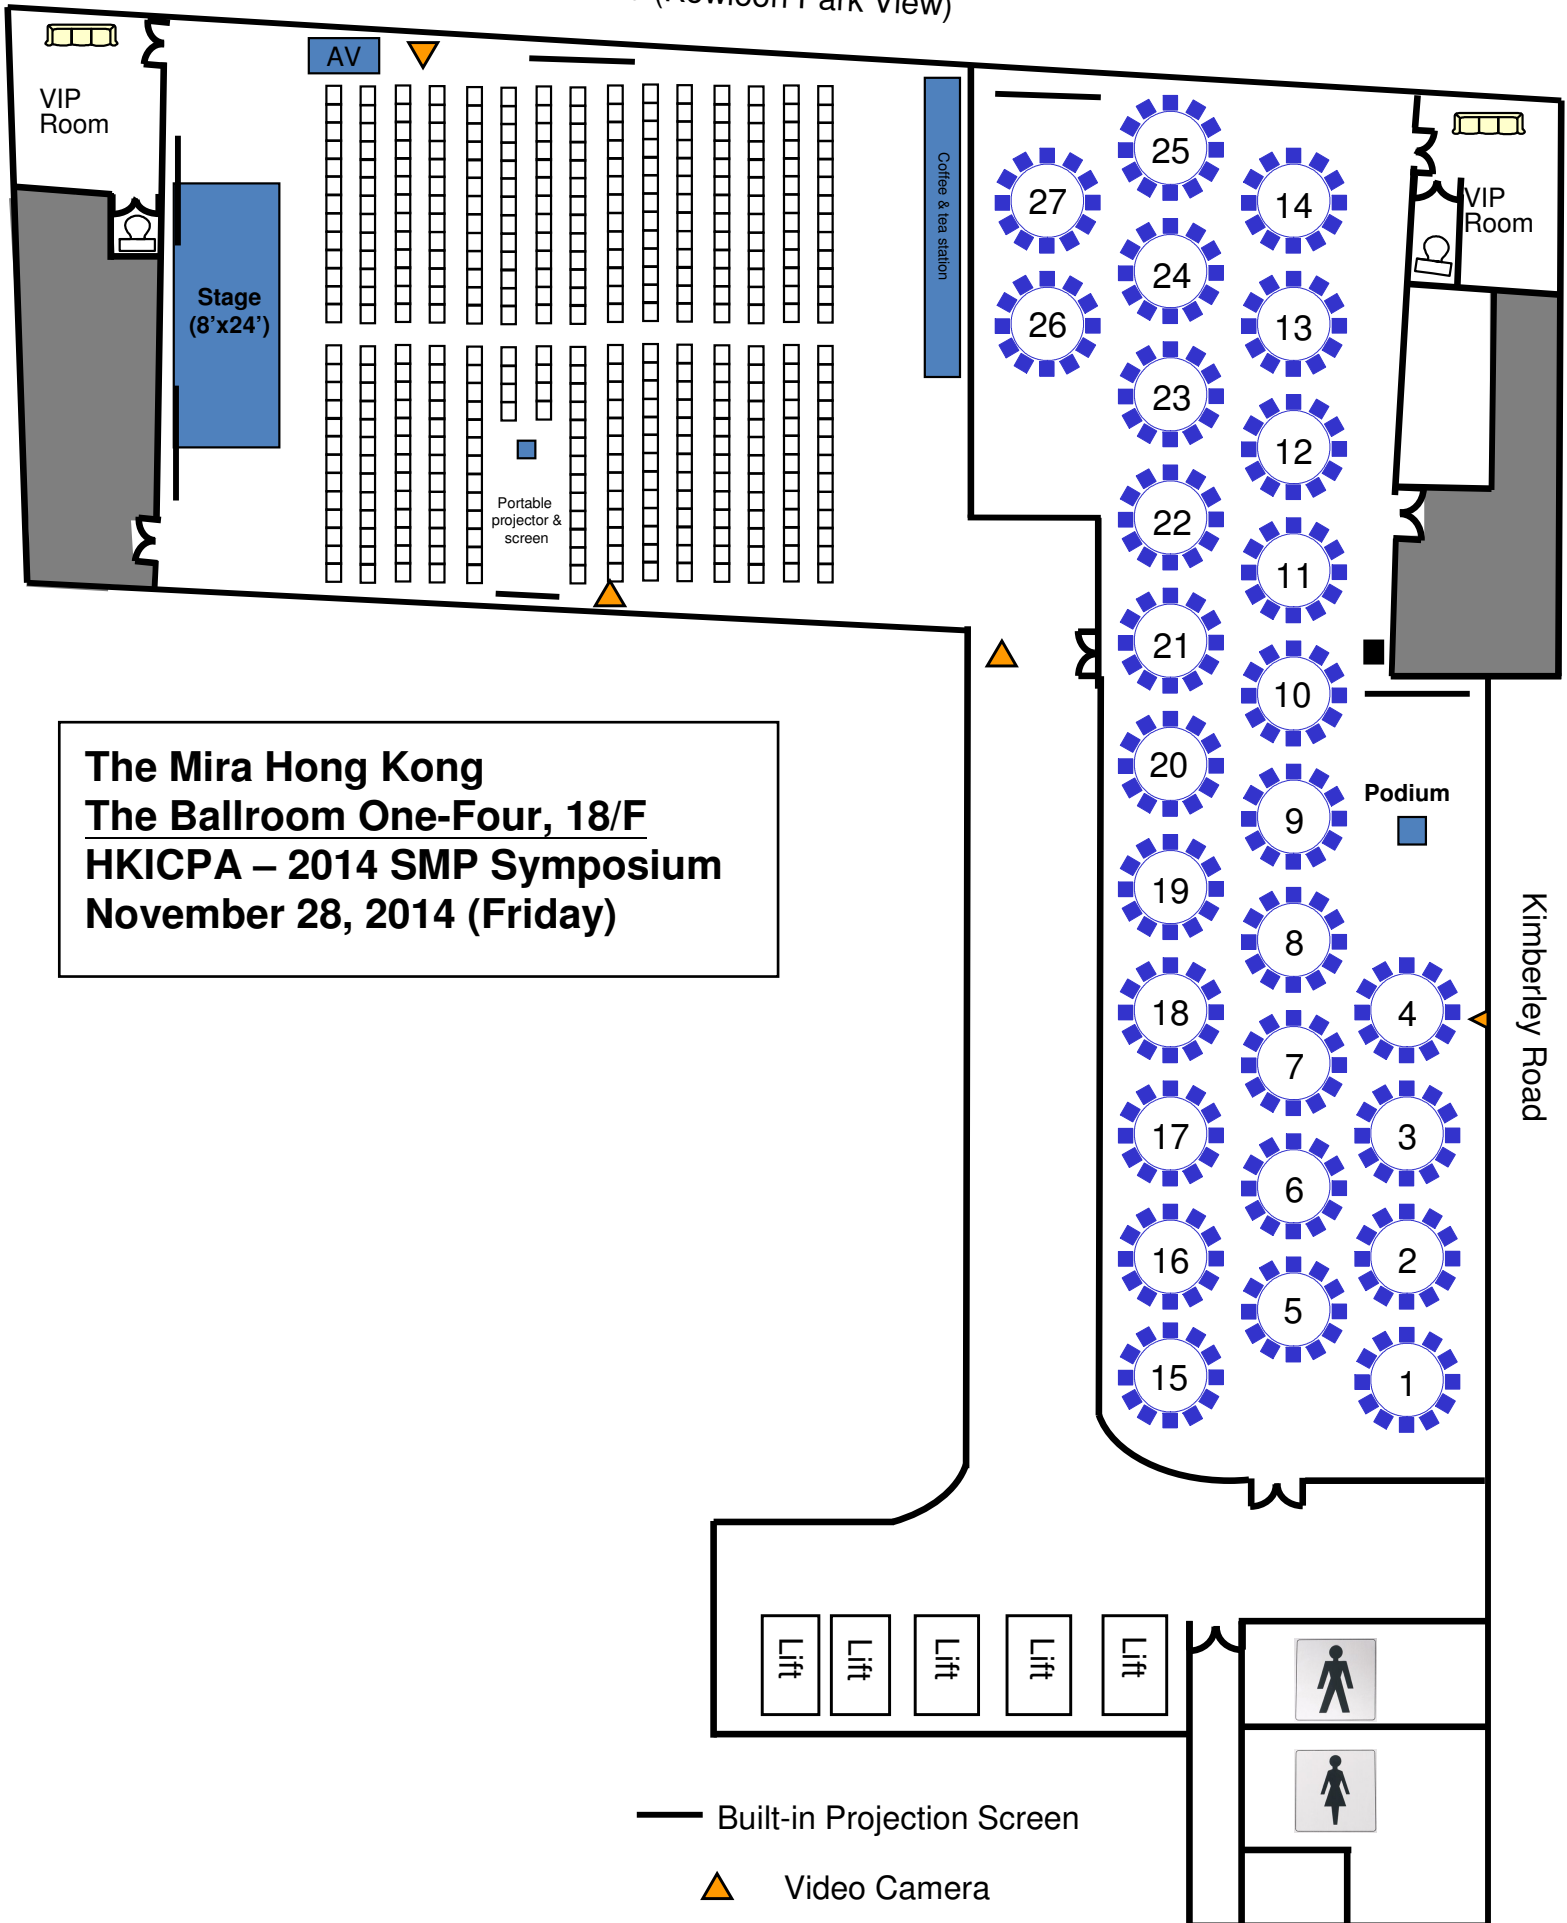 (Kowloon Park View)
AV
VIP
Room
Coffee & tea station
25
27
14
VIP
Room
24
Stage
(8’x24’)
26
13
23
12
Portable
projector &
screen
22
11
21
10
The Mira Hong Kong
The Ballroom One-Four, 18/F
HKICPA – 2014 SMP Symposium
November 28, 2014 (Friday)
20
Podium
9
19
8
Kimberley Road
18
4
7
17
3
6
16
2
5
15
1
Lift
Lift
Lift
Lift
Lift
Built-in Projection Screen
Video Camera